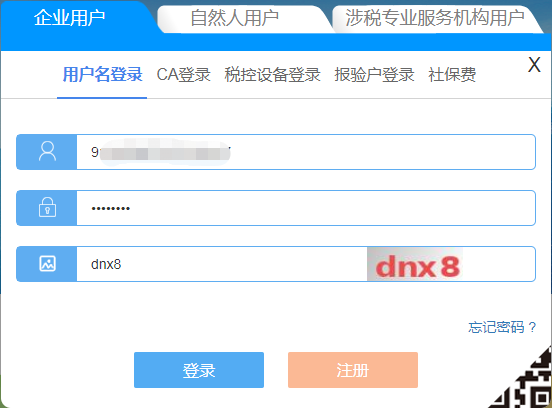 企业用户 自然人用户 涉税专业服务机构用户
X
用户名登录 CA登录 税控设备登录 报验户登录 社保费
••••••••
dnx8 dnx8
忘记密码？
登录 注册